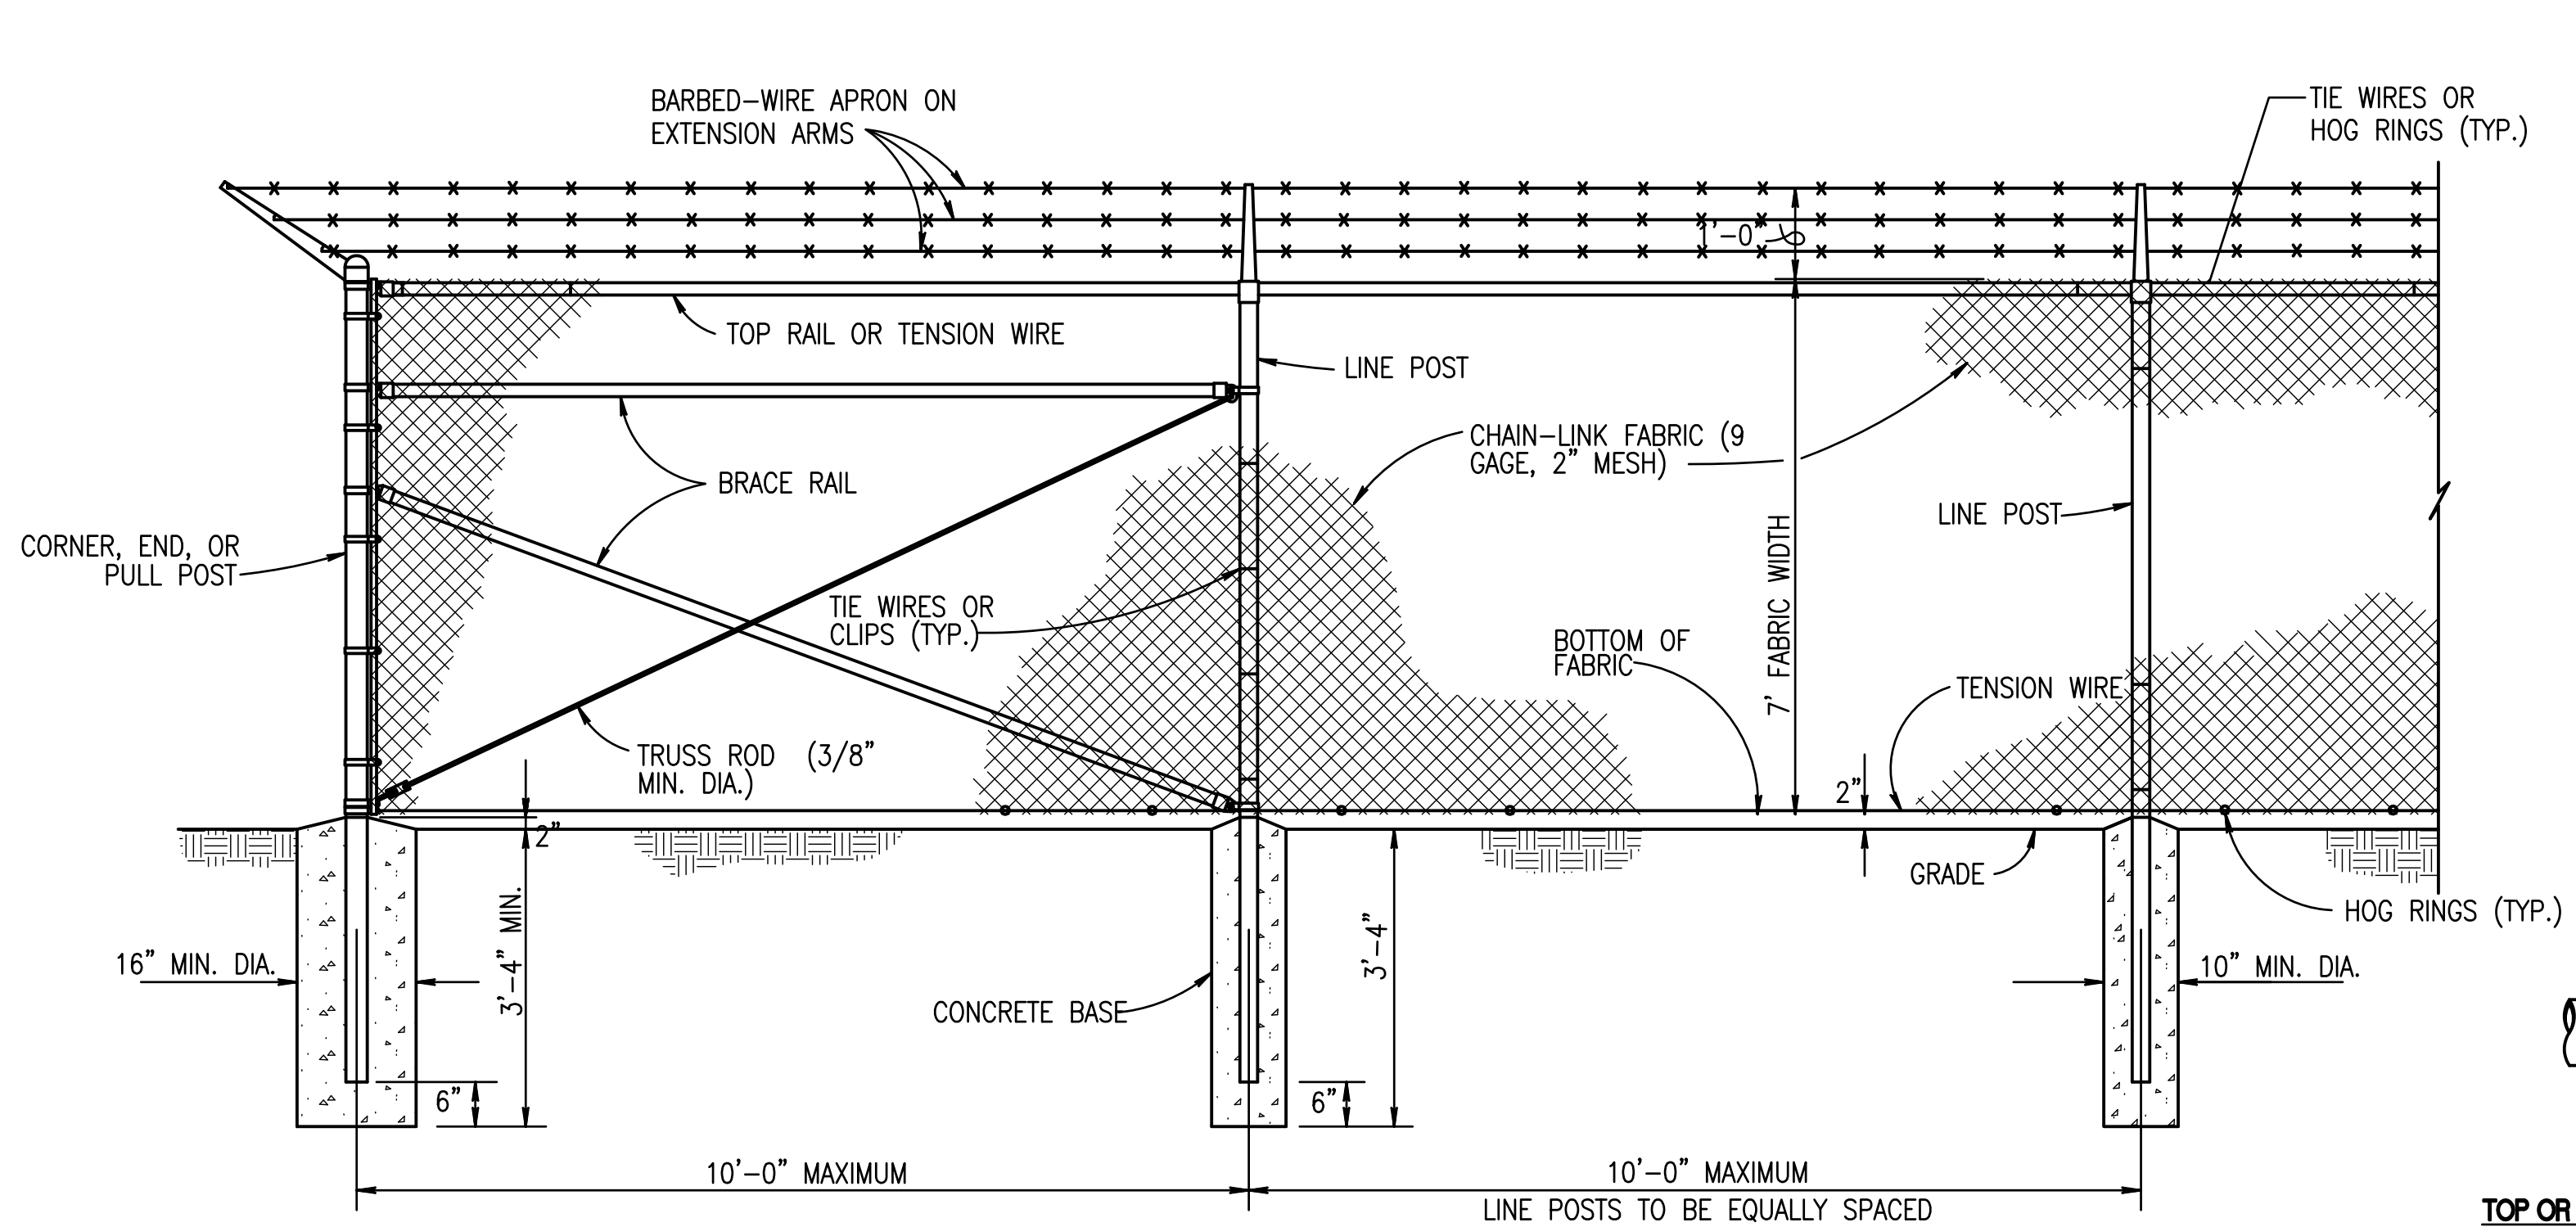 BARBED-WIRE APRON ON
EXTENSION ARMS
TIE WIRES OR
HOG RINGS (TYP.)
1'-0"
TOP RAIL OR TENSION WIRE
LINE POST
CHAIN-LINK FABRIC (9
GAGE, 2" MESH)
BRACE RAIL
LINE POST
CORNER, END, OR
PULL POST
7' FABRIC WIDTH
TIE WIRES OR
CLIPS (TYP.)
BOTTOM OF
FABRIC
TENSION WIRE
TRUSS ROD (3/8"
MIN. DIA.)
2"
2"
GRADE
HOG RINGS (TYP.)
3'-4" MIN.
3'-4"
16" MIN. DIA.
10" MIN. DIA.
CONCRETE BASE
6"
6"
10'-0" MAXIMUM
10'-0" MAXIMUM
LINE POSTS TO BE EQUALLY SPACED
TOP OR